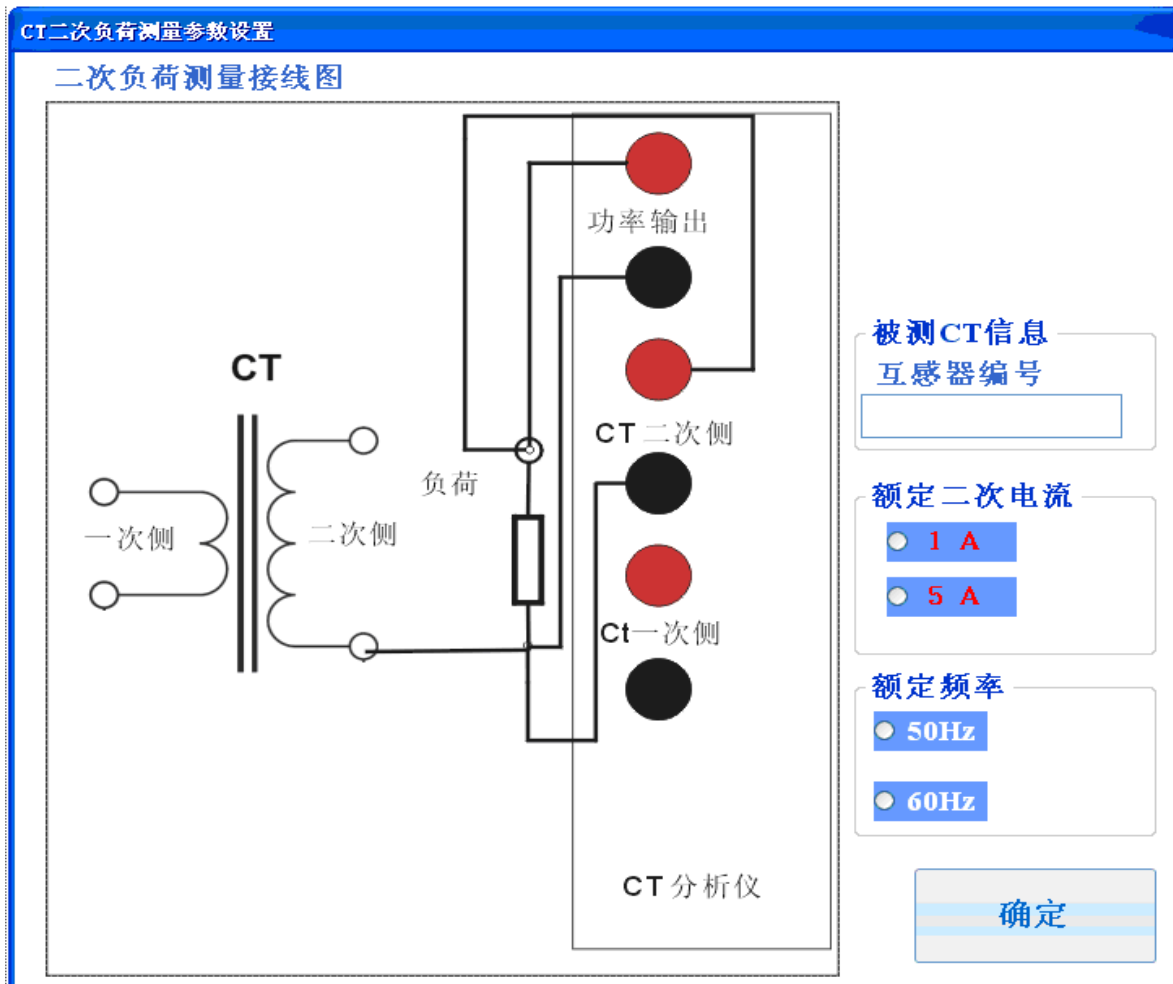 CT二次负荷测量参数设置
二次负荷测量接线图
功率输出
CT
CT二次侧
负荷
一次侧
二次侧
Ct一次侧
CT分析仪
被测CT信息
互感器编号
额定二次电流
1 A
5 A
额定频率
50Hz
60Hz
确定